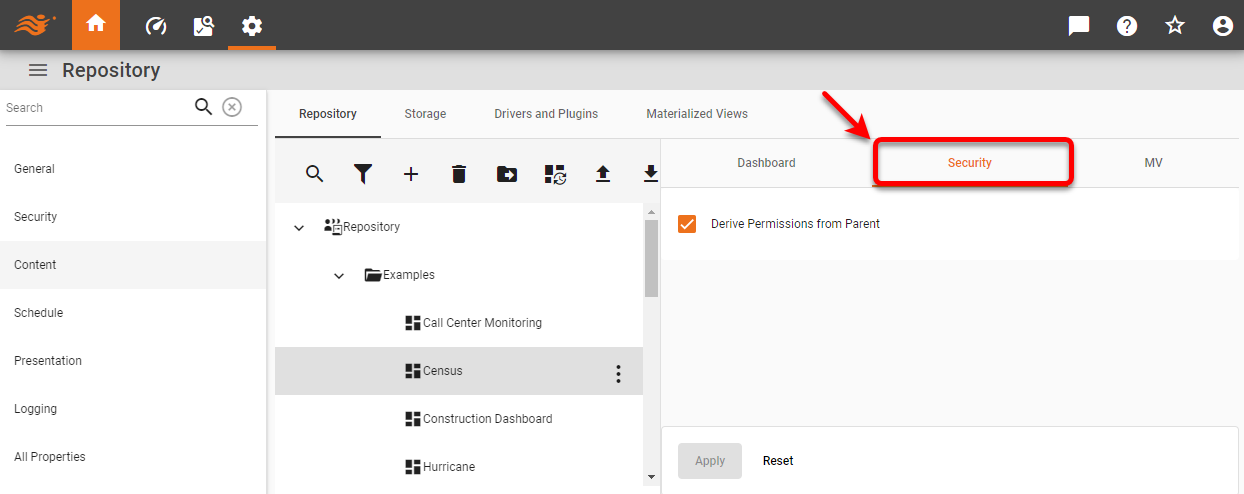 Repository
Search
General
Security
Content
Schedule
Presentation
Logging
All Properties
Repository Storage Drivers and Plugins Materialized Views
Repository
Examples
Call Center Monitoring
Census
Construction Dashboard
Hurricane
Dashboard Security MV
Derive Permissions from Parent
Apply Reset